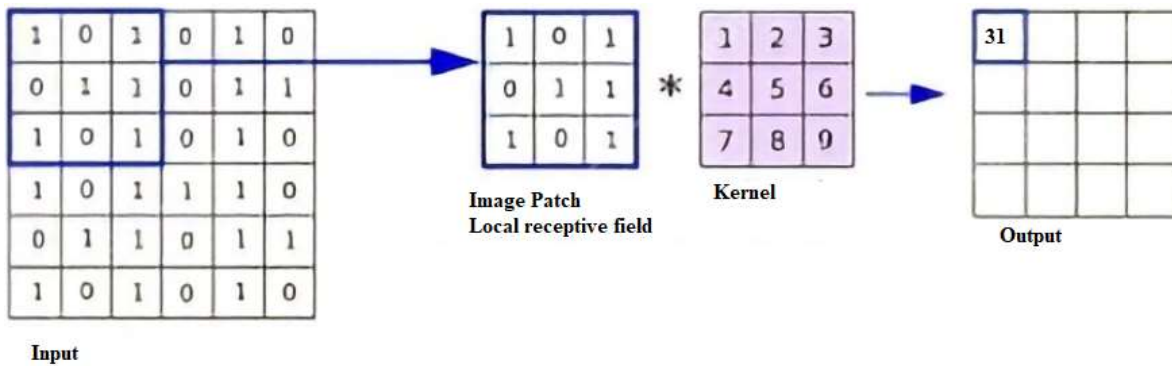 1 0 1 0 1 0
0 1 1 0 1 1
1 0 1 0 1 0
1 0 1 1 1 0
0 1 1 0 1 1
1 0 1 0 1 0
Input
1 0 1
0 1 1
1 0 1
Image Patch
Local receptive field
*
1 2 3
4 5 6
7 8 9
Kernel
31
Output